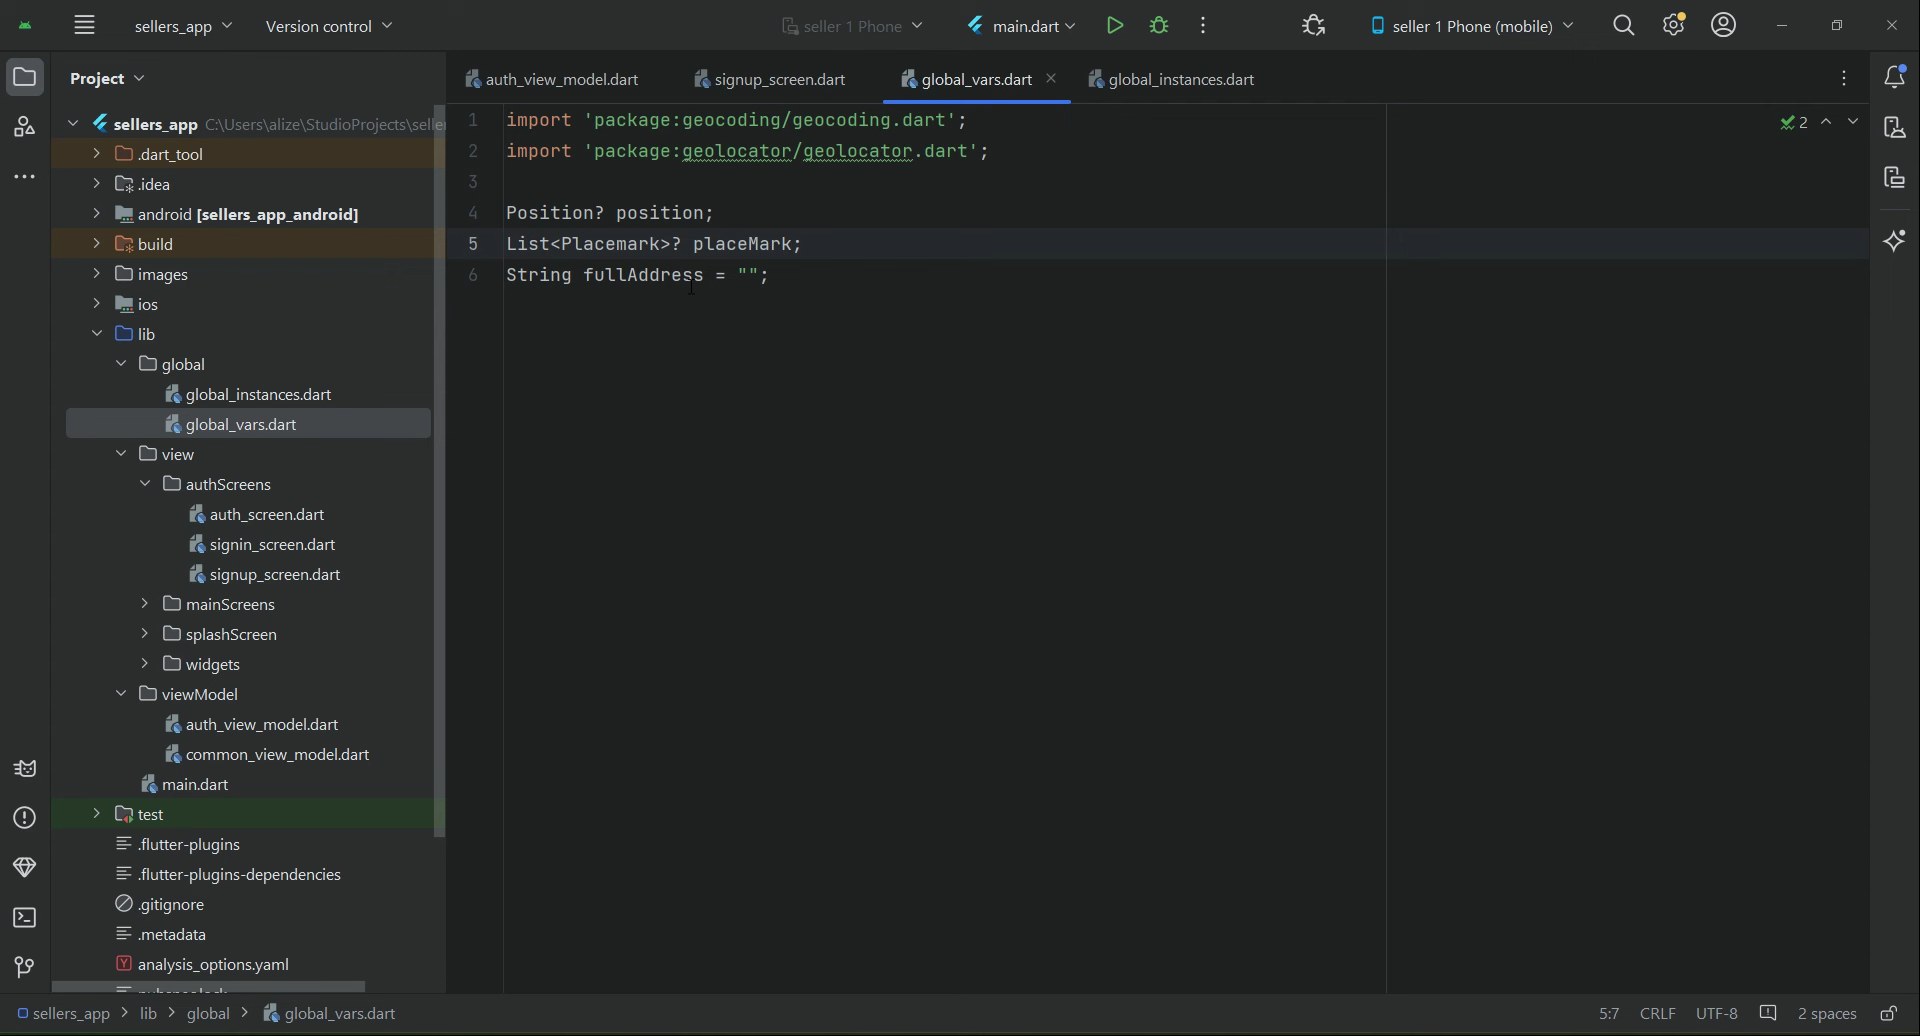 sellers_app Version control seller 1 Phone main.dart seller 1 Phone (mobile)
Project
auth_view_model.dart signup_screen.dart global_vars.dart global_instances.dart
sellers_app C:\Users\alize\StudioProjects\selle
.dart_tool
.idea
android [sellers_app_android]
build
images
ios
lib
global
global_instances.dart
global_vars.dart
view
authScreens
auth_screen.dart
signin_screen.dart
signup_screen.dart
mainScreens
splashScreen
widgets
viewModel
auth_view_model.dart
common_view_model.dart
main.dart
test
.flutter-plugins
.flutter-plugins-dependencies
.gitignore
.metadata
analysis_options.yaml
1 import 'package:geocoding/geocoding.dart';
2 import 'package:geolocator/geolocator.dart';
3
4 Position? position;
5 List<Placemark>? placeMark;
6 String fullAddress = "";
2
sellers_app > lib > global > global_vars.dart
5:7 CRLF UTF-8 2 spaces